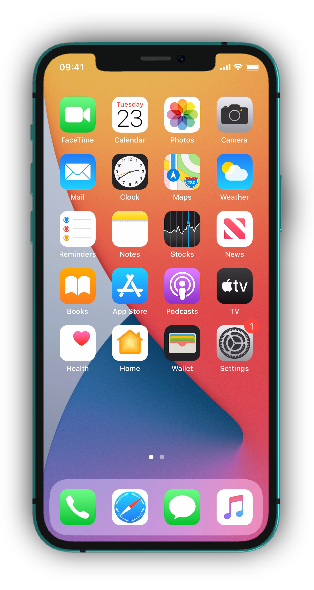 09:41
Tuesday
23
FaceTime Calendar Photos Camera
Mail Clock Maps Weather
Reminders Notes Stocks News
tv
Books App Store Podcasts TV
1
Health Home Wallet Settings